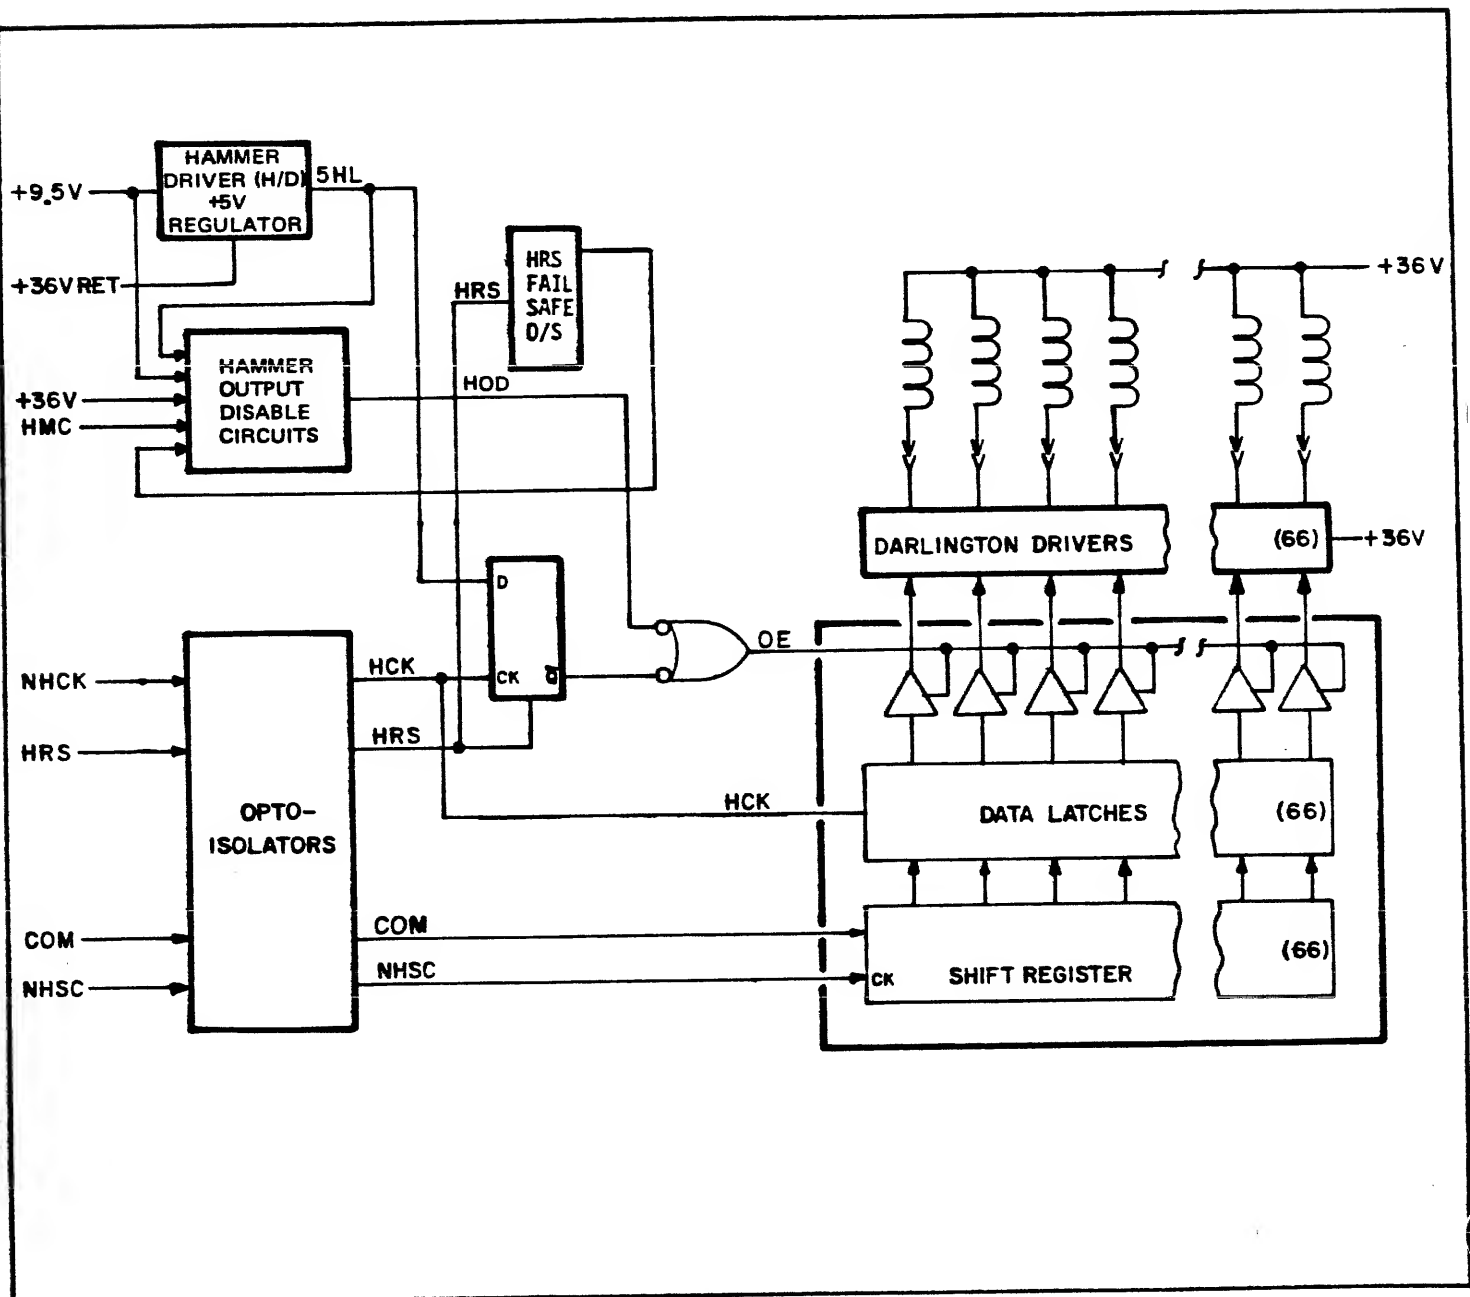 HAMMER
DRIVER (H/D)
+5V
REGULATOR
5HL
+9.5V
+36V RET
HRS
FAIL
SAFE
D/S
HRS
+36V
HAMMER
OUTPUT
DISABLE
CIRCUITS
HOD
+36V
HMC
DARLINGTON DRIVERS
(66)
+36V
D
CK
Q
OE
NHCK
HCK
HRS
HRS
OPTO-
ISOLATORS
HCK
DATA LATCHES
(66)
COM
COM
NHSC
NHSC
CK
SHIFT REGISTER
(66)